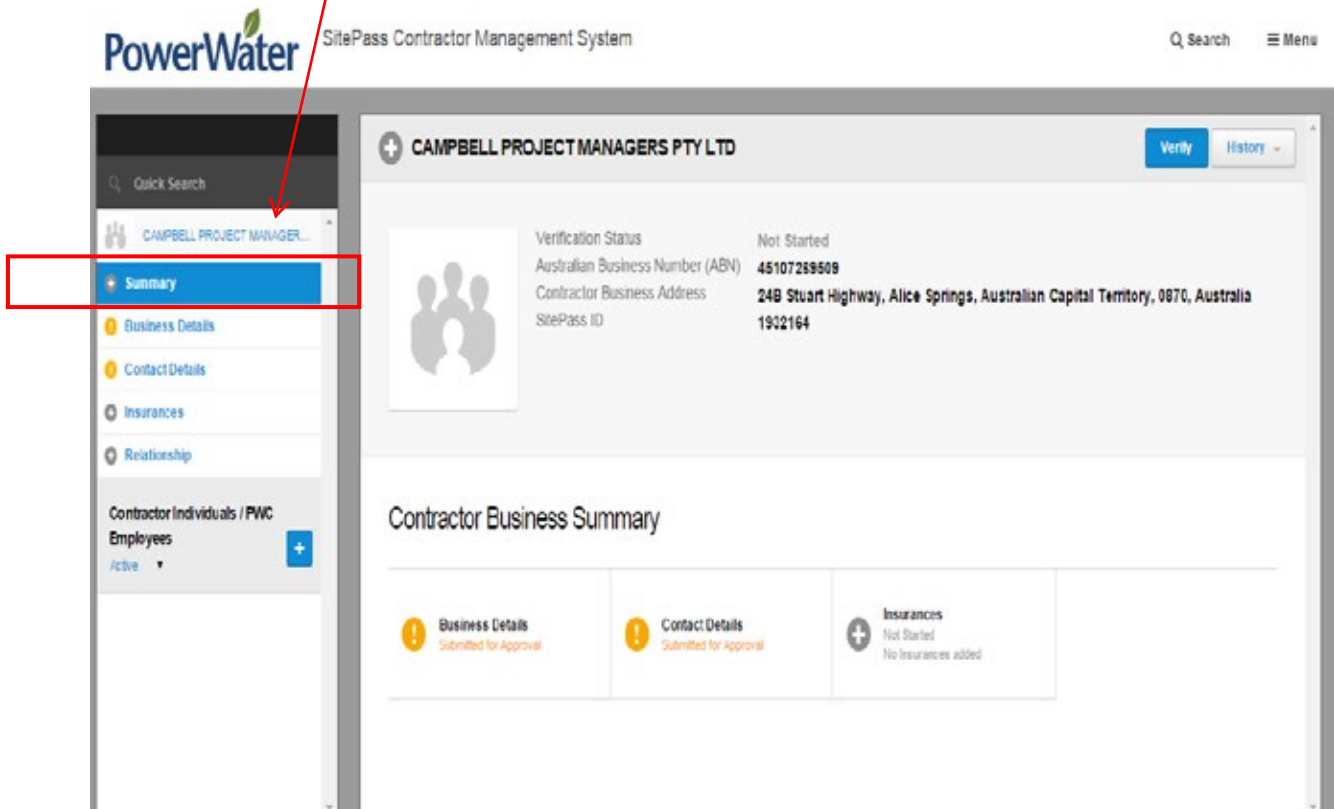 PowerWater
SitePass Contractor Management System
Search
Menu
CAMPBELL PROJECT MANAGERS PTY LTD
Verify
History
Quick Search
CAMPBELL PROJECT MANAGER...
Summary
Business Details
Contact Details
Insurances
Relationship
Contractor Individuals / PWC
Employees
Active
Verification Status Not Started
Australian Business Number (ABN) 45107289509
Contractor Business Address 24B Stuart Highway, Alice Springs, Australian Capital Territory, 0870, Australia
SitePass ID 1932164
Contractor Business Summary
Business Details
Submitted for Approval
Contact Details
Submitted for Approval
Insurances
Not Started
No Insurances added